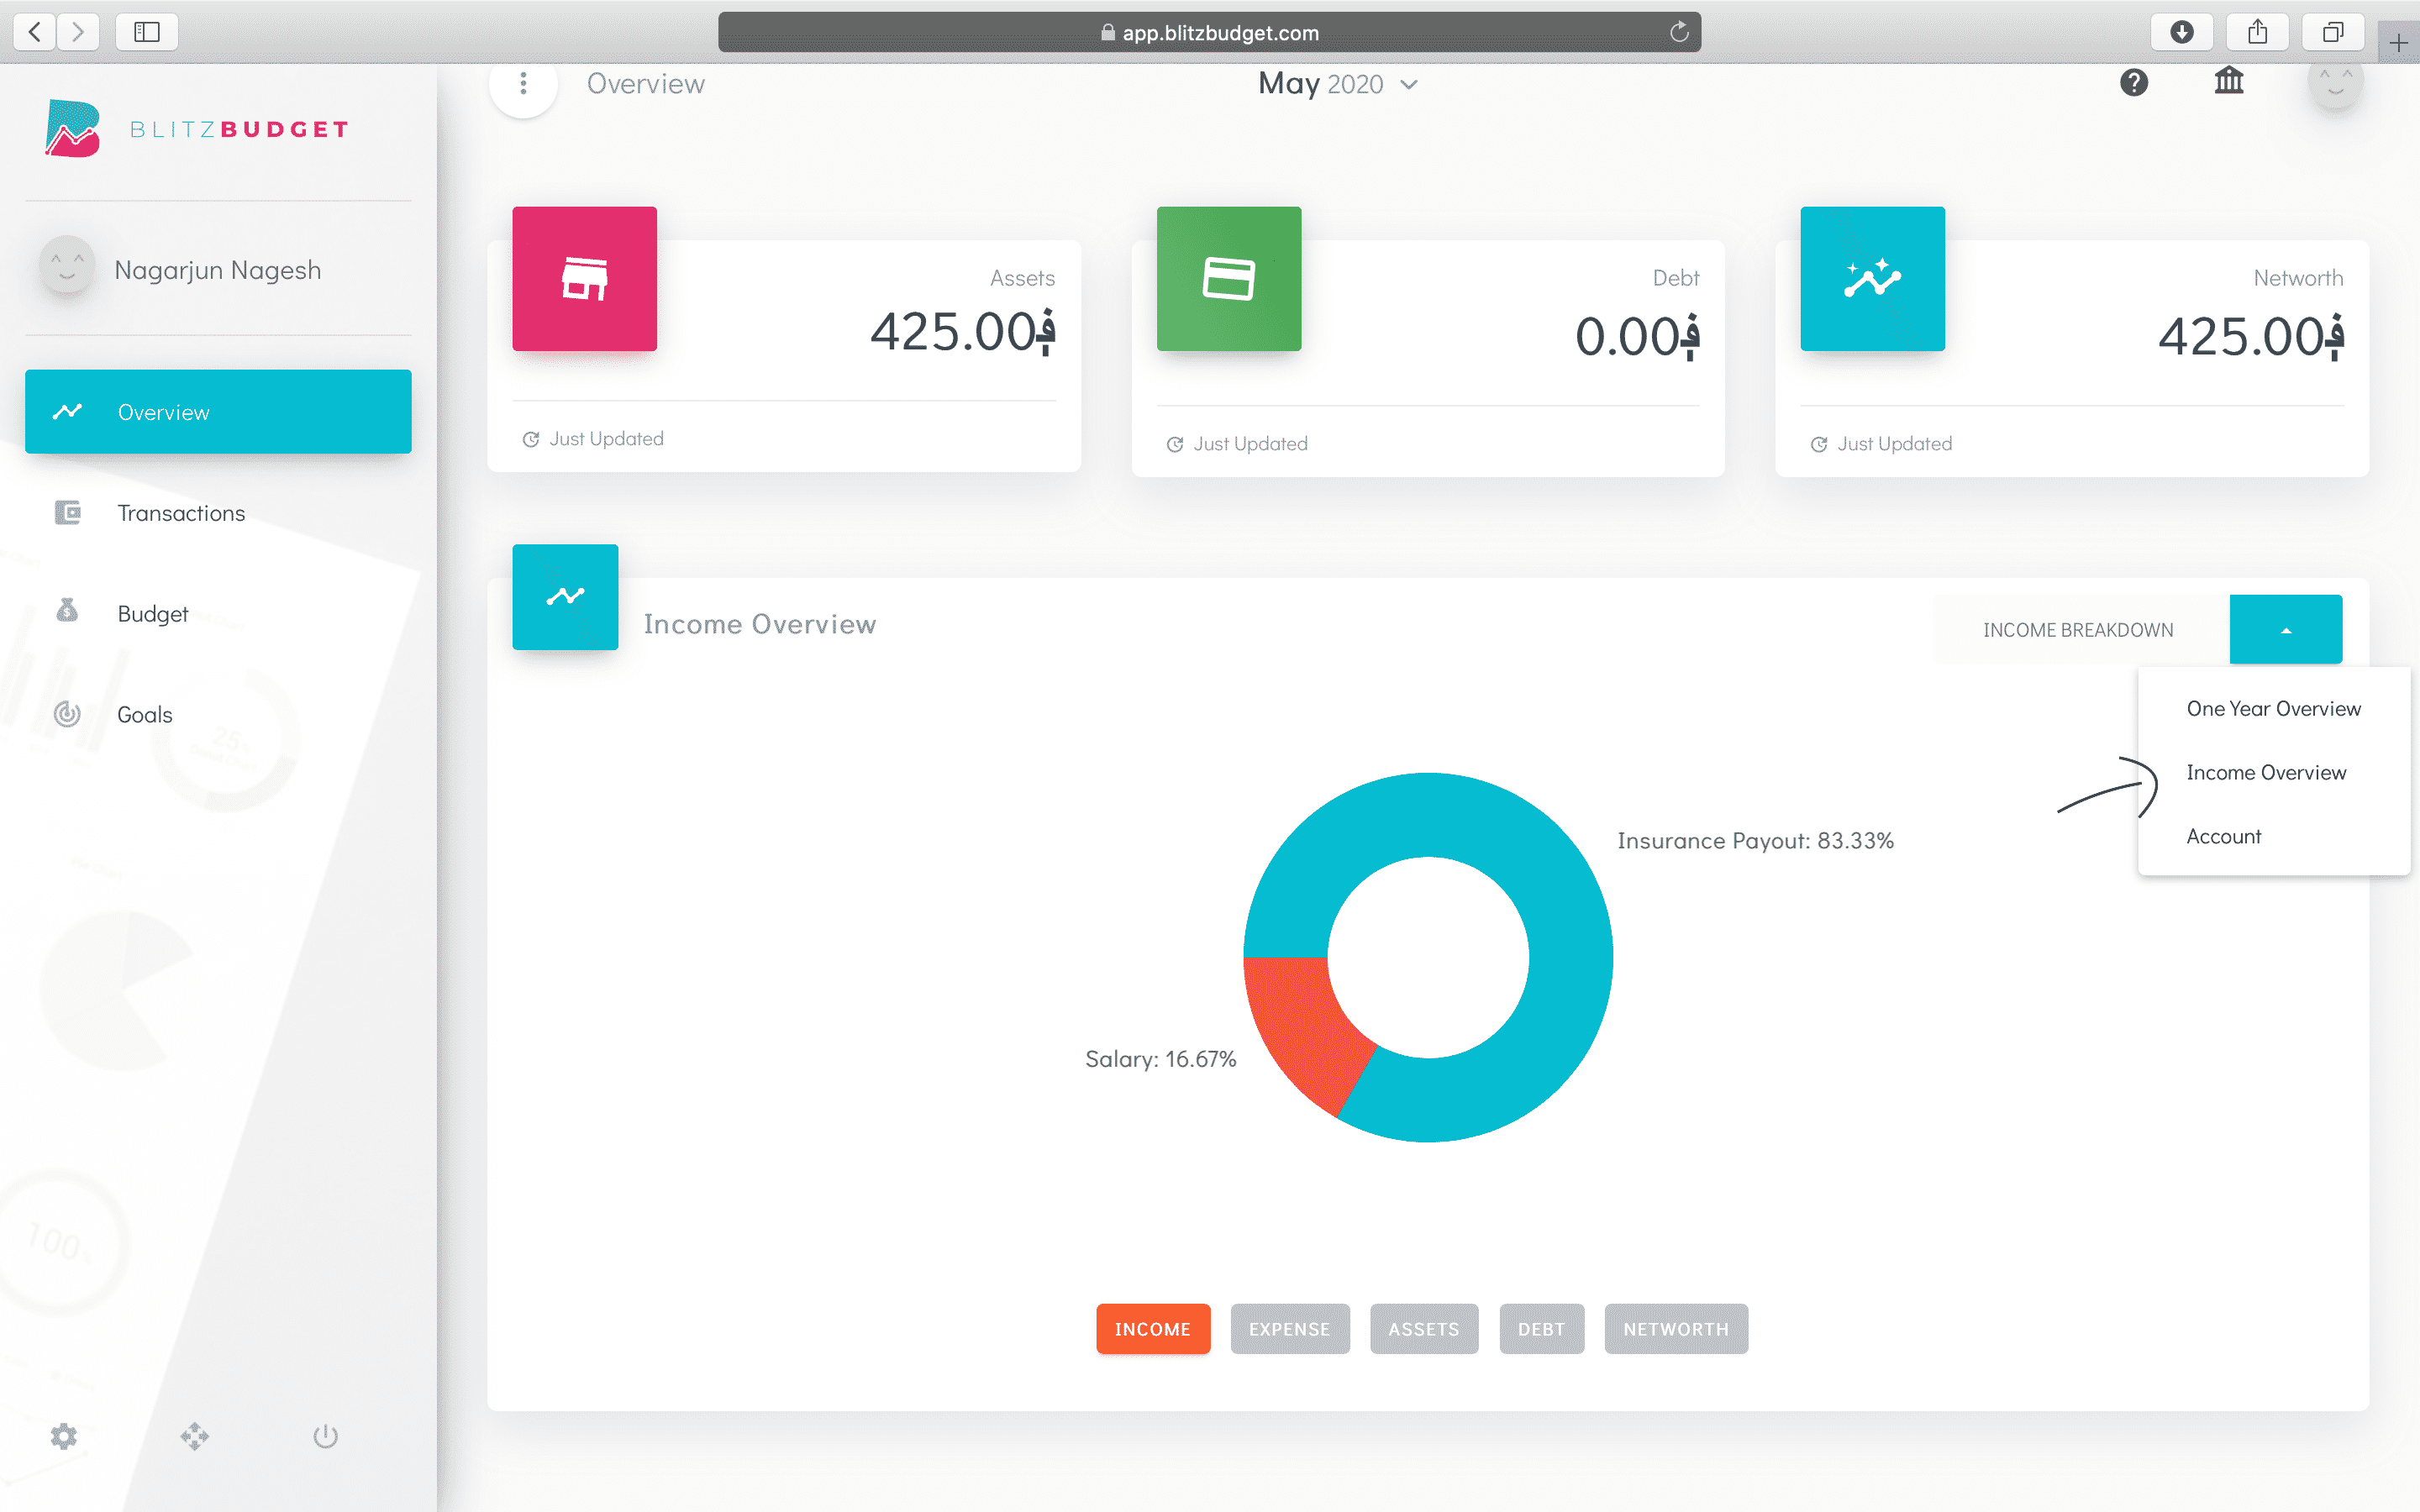 app.blitzbudget.com
BLITZBUDGET
Overview
May 2020
Nagarjun Nagesh
Overview
Transactions
Budget
Goals
Assets
425.00؋
Just Updated
Debt
0.00؋
Just Updated
Networth
425.00؋
Just Updated
Income Overview
INCOME BREAKDOWN
One Year Overview
Income Overview
Account
Insurance Payout: 83.33%
Salary: 16.67%
INCOME
EXPENSE
ASSETS
DEBT
NETWORTH
25%
100%